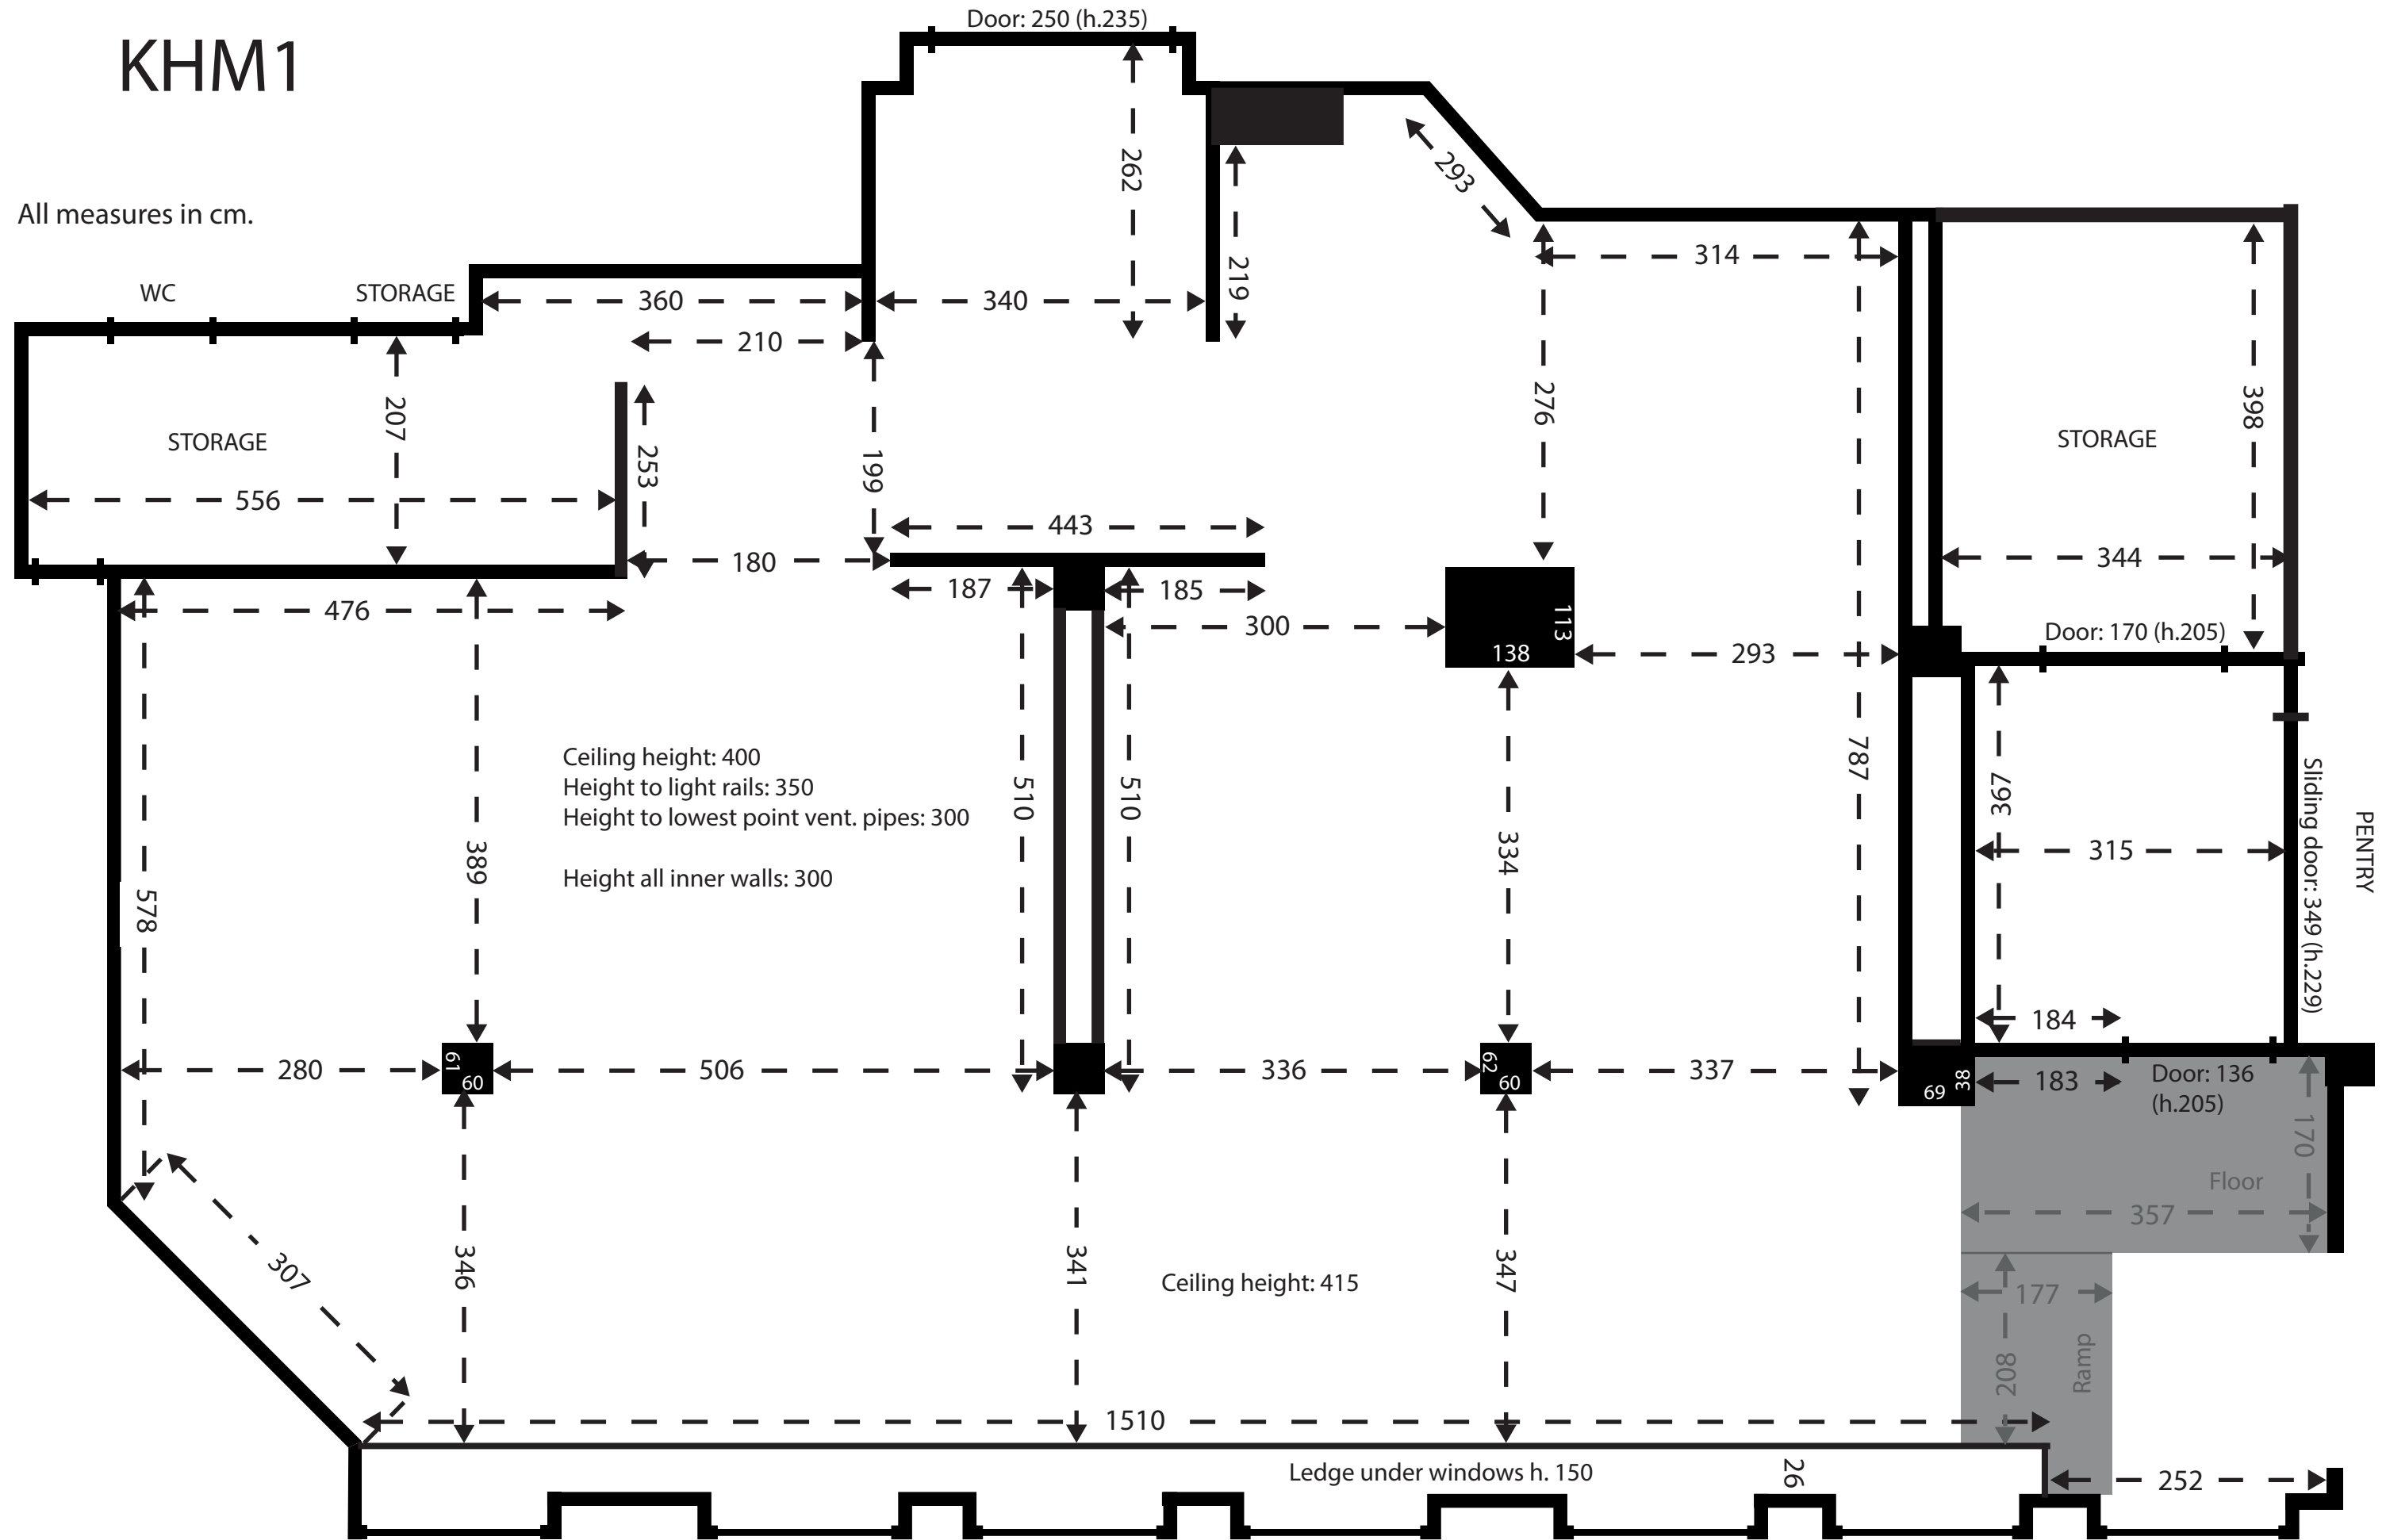 Door: 250 (h.235)
KHM1
262
293
All measures in cm.
219
314
WC
STORAGE
360
340
210
276
398
207
STORAGE
253
199
STORAGE
556
443
180
344
187
185
476
300
113
138
293
Door: 170 (h.205)
Ceiling height: 400
Height to light rails: 350
Height to lowest point vent. pipes: 300
Height all inner walls: 300
510
510
787
367
334
389
315
Sliding door: 349 (h.229)
PENTRY
578
184
280
61
60
506
336
62
60
337
69
38
183
Door: 136
(h.205)
170
Floor
357
307
346
341
Ceiling height: 415
347
177
208
Ramp
1510
Ledge under windows h. 150
26
252